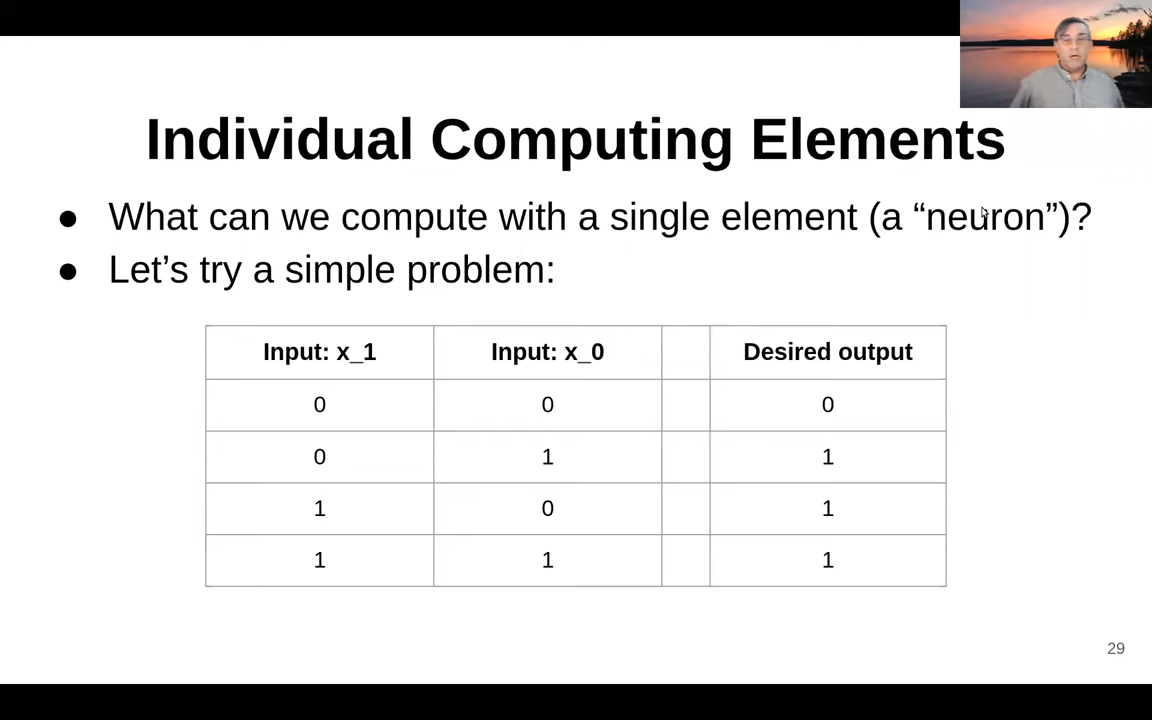 Individual Computing Elements
● What can we compute with a single element (a “neuron”)?
● Let’s try a simple problem:
Input: x_1 Input: x_0 Desired output
0 0 0
0 1 1
1 0 1
1 1 1
29